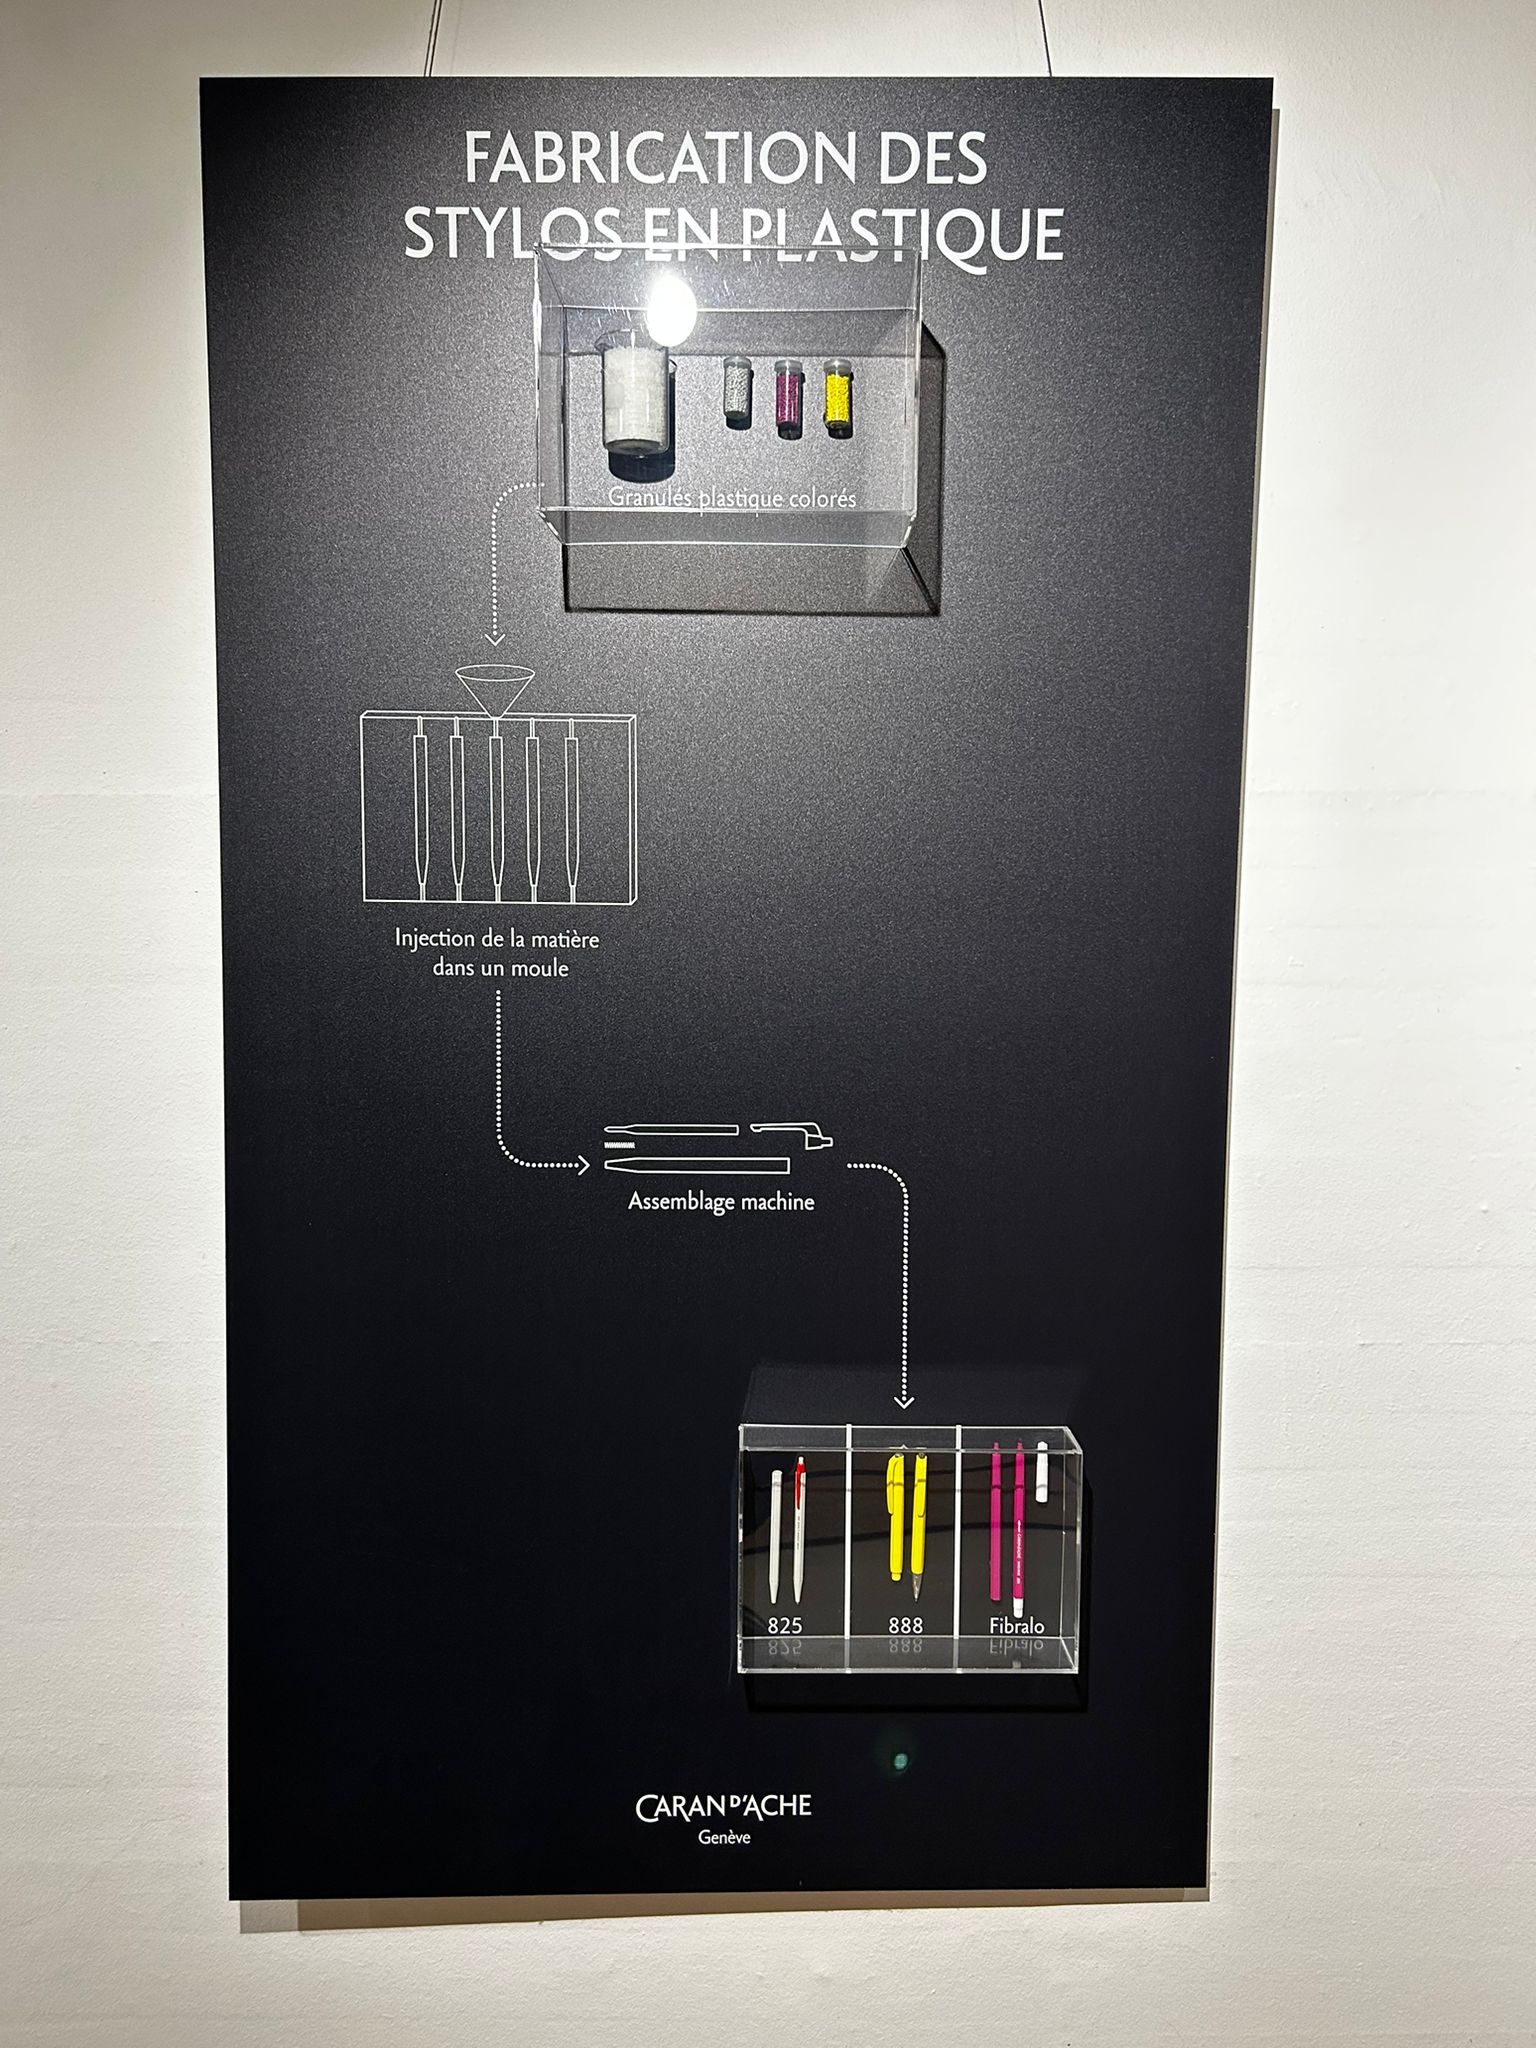 FABRICATION DES
STYLOS EN PLASTIQUE
Granulés plastique colorés
Injection de la matière
dans un moule
Assemblage machine
825
888
Fibralo
CARAN D'ACHE
Genève